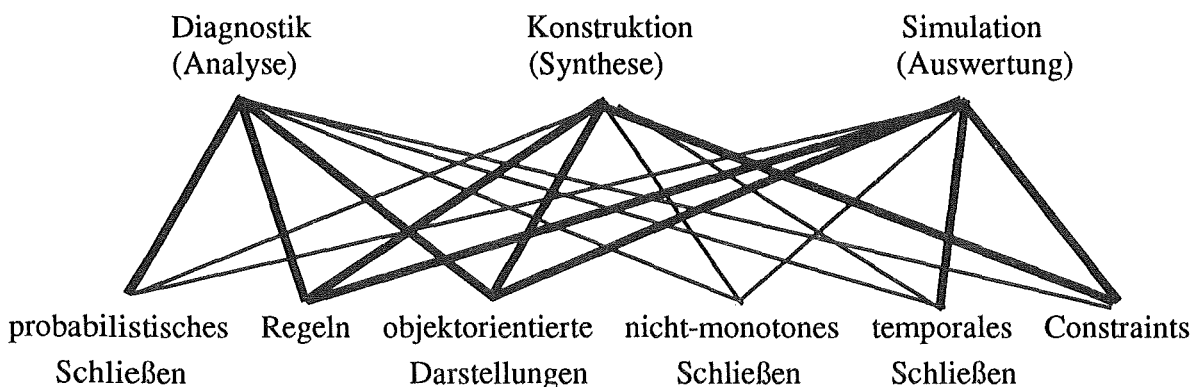 Diagnostik Konstruktion Simulation
(Analyse) (Synthese) (Auswertung)
probabilistisches Regeln objektorientierte nicht-monotones temporales Constraints
Schließen Darstellungen Schließen Schließen